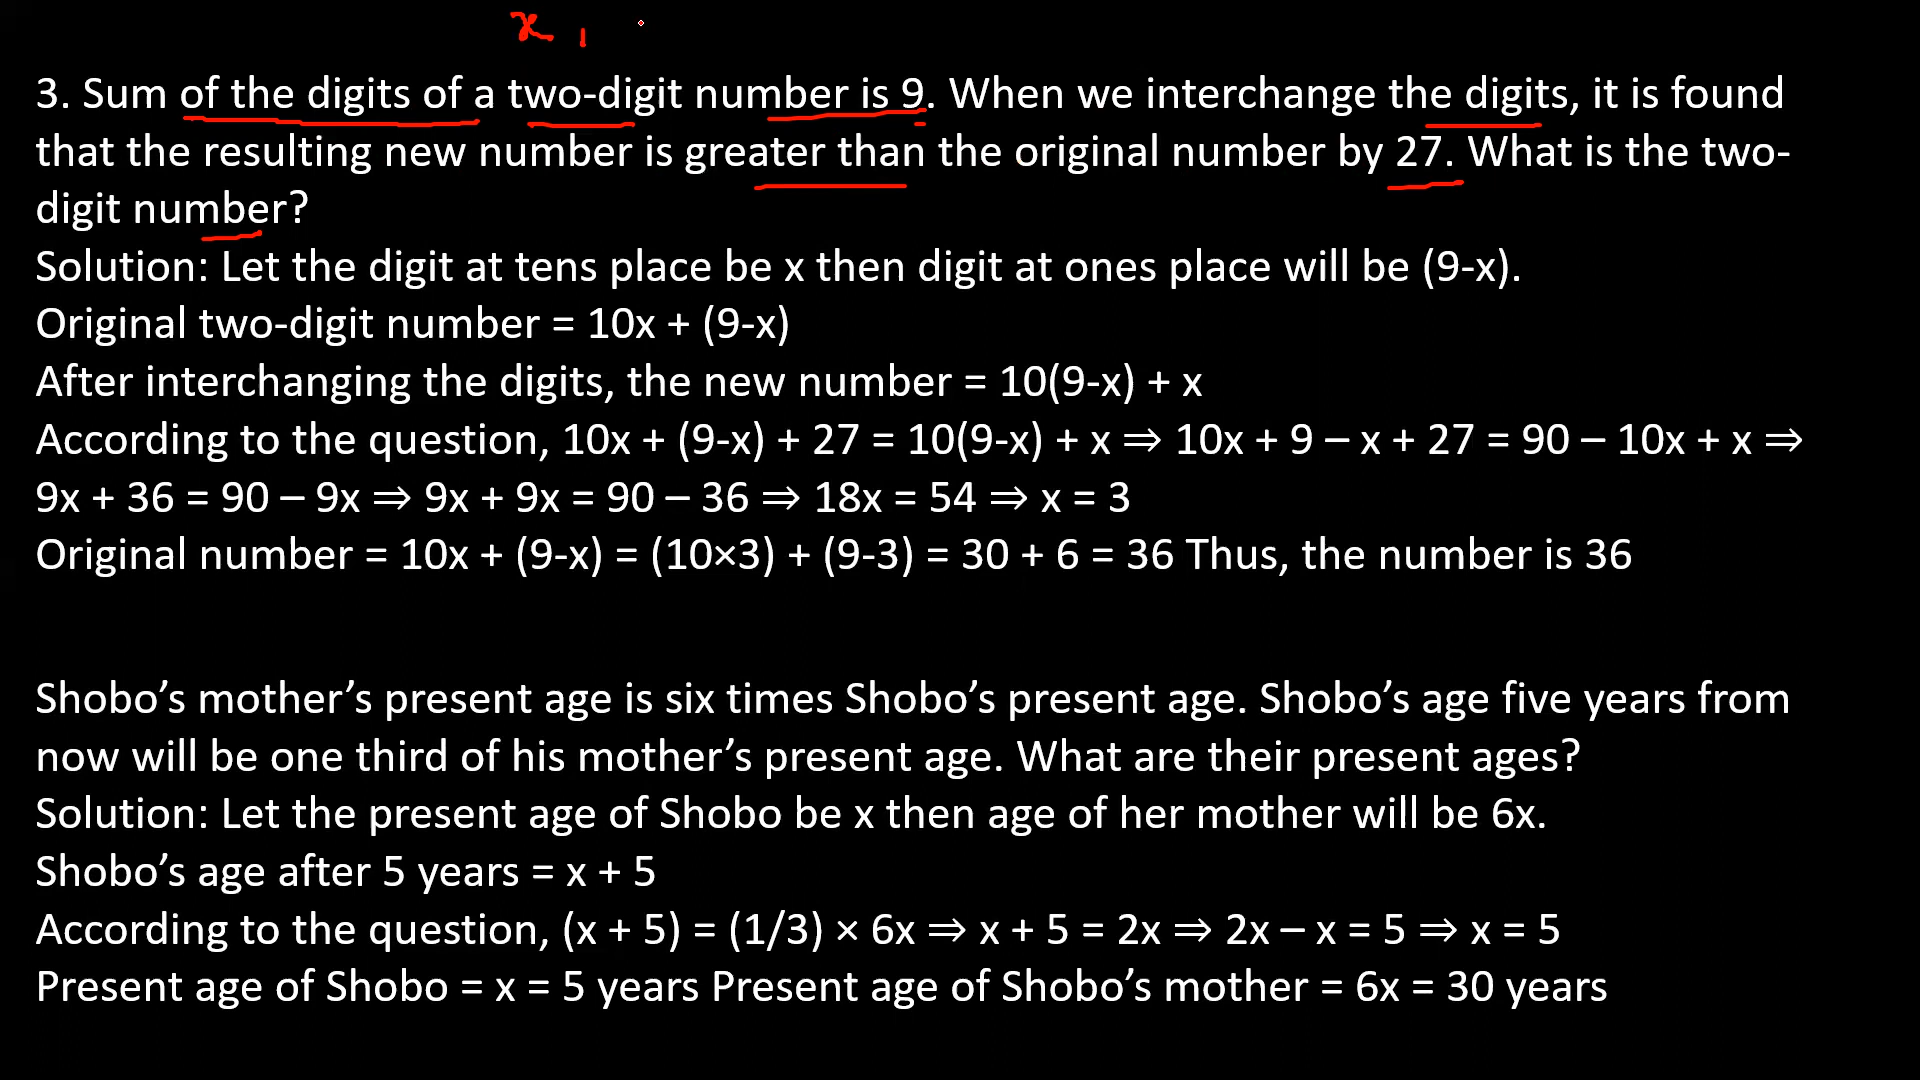 x ,
3. Sum of the digits of a two-digit number is 9. When we interchange the digits, it is found
that the resulting new number is greater than the original number by 27. What is the two-
digit number?
Solution: Let the digit at tens place be x then digit at ones place will be (9-x).
Original two-digit number = 10x + (9-x)
After interchanging the digits, the new number = 10(9-x) + x
According to the question, 10x + (9-x) + 27 = 10(9-x) + x ⇒ 10x + 9 – x + 27 = 90 – 10x + x ⇒
9x + 36 = 90 – 9x ⇒ 9x + 9x = 90 – 36 ⇒ 18x = 54 ⇒ x = 3
Original number = 10x + (9-x) = (10×3) + (9-3) = 30 + 6 = 36 Thus, the number is 36
Shobo’s mother’s present age is six times Shobo’s present age. Shobo’s age five years from
now will be one third of his mother’s present age. What are their present ages?
Solution: Let the present age of Shobo be x then age of her mother will be 6x.
Shobo’s age after 5 years = x + 5
According to the question, (x + 5) = (1/3) × 6x ⇒ x + 5 = 2x ⇒ 2x – x = 5 ⇒ x = 5
Present age of Shobo = x = 5 years Present age of Shobo’s mother = 6x = 30 years